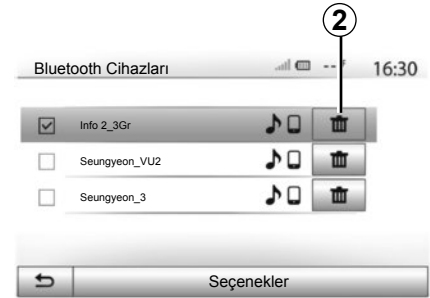 2
Bluetooth Cihazları --°F 16:30
Info 2_3Gr
Seungyeon_VU2
Seungyeon_3
Seçenekler